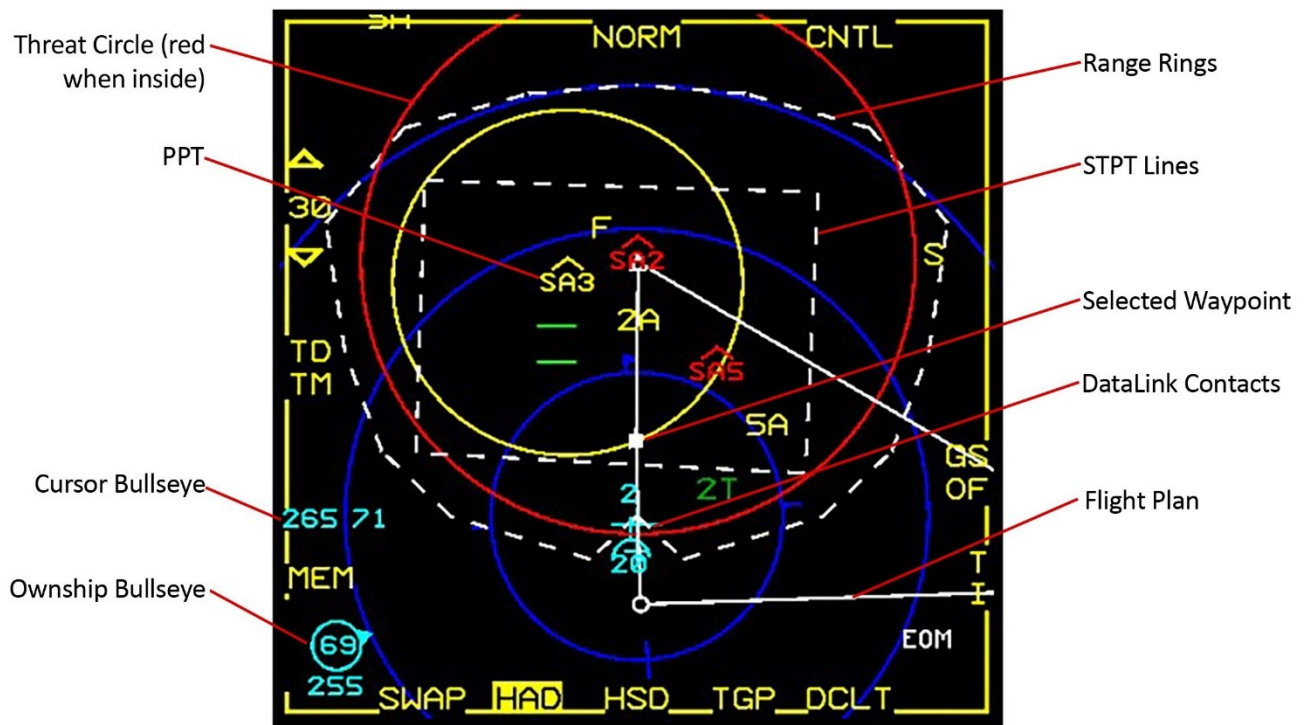 Threat Circle (red
when inside)
PPT
Cursor Bullseye
Ownship Bullseye
NORM
CNTL
30
F
S
SA3
SA2
2A
TD
TM
SA5
5A
GS
OF
2
2T
265 71
20
MEM
T
I
69
255
EOM
SWAP
HAD
HSD
TGP
DCLT
Range Rings
STPT Lines
Selected Waypoint
DataLink Contacts
Flight Plan